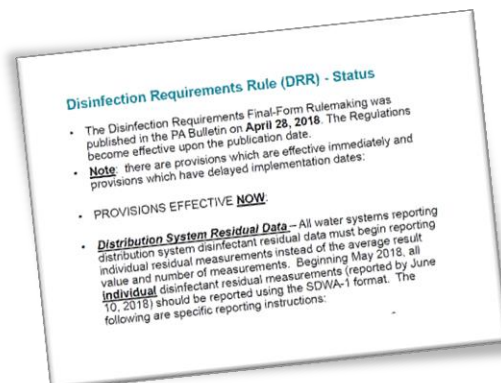 Disinfection Requirements Rule (DRR) - Status
• The Disinfection Requirements Final-Form Rulemaking was
published in the PA Bulletin on April 28, 2018. The Regulations
become effective upon the publication date.
• Note: there are provisions which are effective immediately and
provisions which have delayed implementation dates:
• PROVISIONS EFFECTIVE NOW:
• Distribution System Residual Data – All water systems reporting
distribution system disinfectant residual data must begin reporting
individual residual measurements instead of the average result
value and number of measurements. Beginning May 2018, all
individual disinfectant residual measurements (reported by June
10, 2018) should be reported using the SDWA-1 format. The
following are specific reporting instructions: